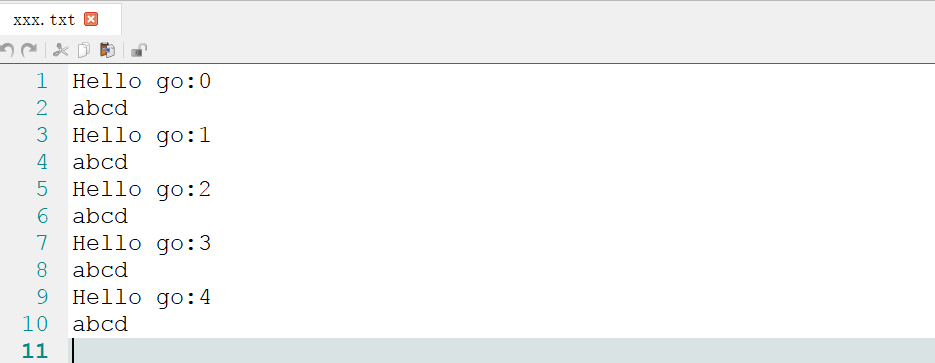 xxx.txt
1 Hello go:0
2 abcd
3 Hello go:1
4 abcd
5 Hello go:2
6 abcd
7 Hello go:3
8 abcd
9 Hello go:4
10 abcd
11